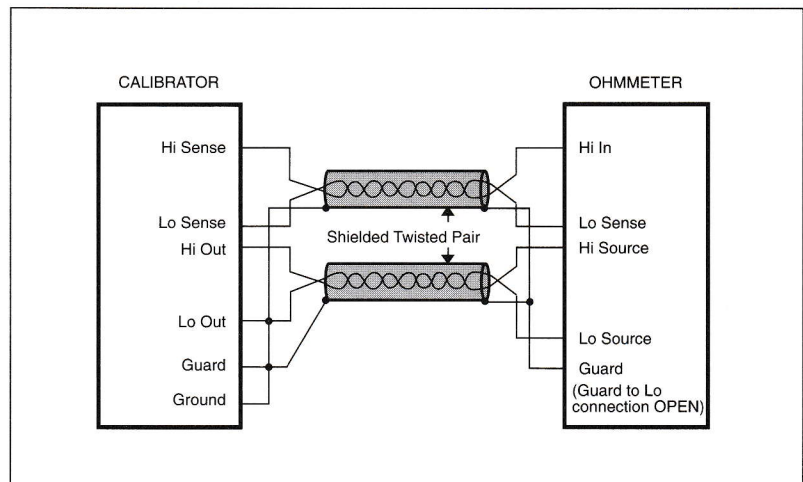 CALIBRATOR
OHMMETER
Hi Sense
Lo Sense
Hi Out
Lo Out
Guard
Ground
Shielded Twisted Pair
Hi In
Lo Sense
Hi Source
Lo Source
Guard
(Guard to Lo
connection OPEN)